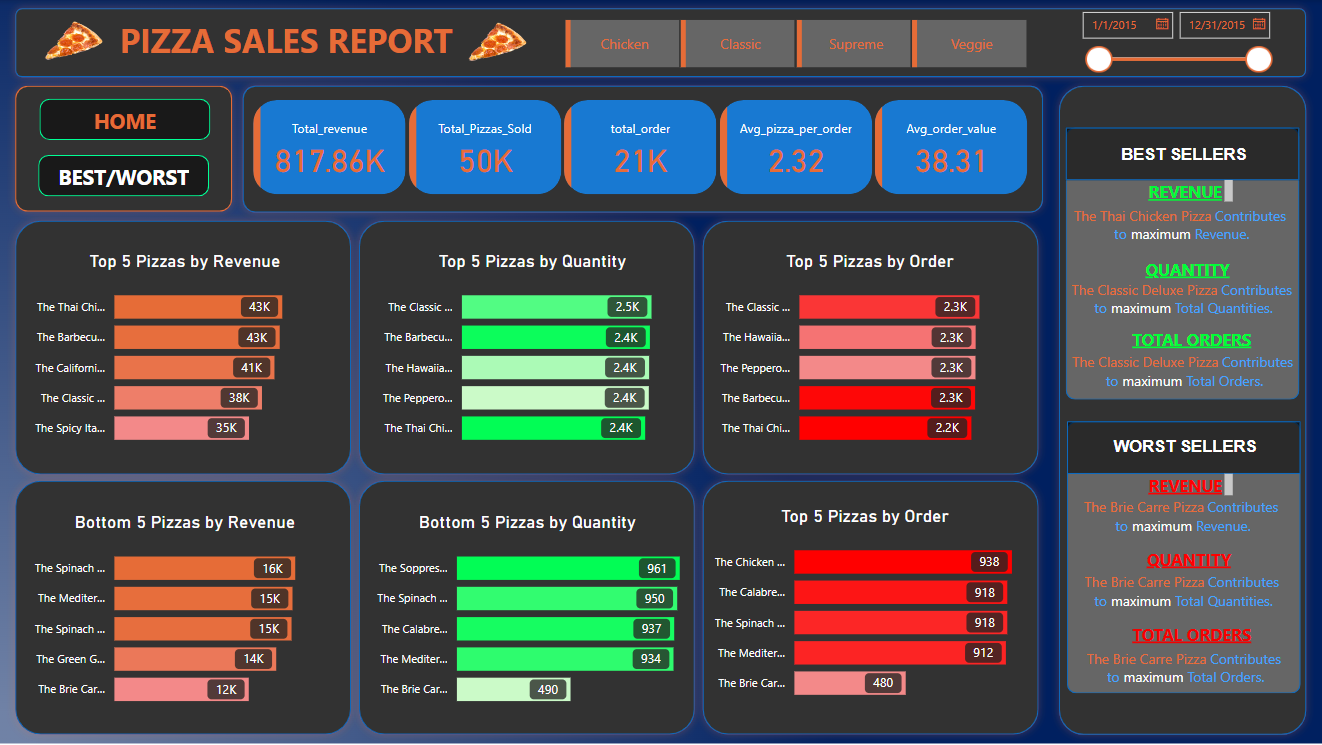 PIZZA SALES REPORT
Chicken
Classic
Supreme
Veggie
1/1/2015
12/31/2015
HOME
BEST/WORST
Total_revenue
817.86K
Total_Pizzas_Sold
50K
total_order
21K
Avg_pizza_per_order
2.32
Avg_order_value
38.31
Top 5 Pizzas by Revenue
The Thai Chi... 43K
The Barbecu... 43K
The Californi... 41K
The Classic ... 38K
The Spicy Ita... 35K
Top 5 Pizzas by Quantity
The Classic ... 2.5K
The Barbecu... 2.4K
The Hawaiia... 2.4K
The Peppero... 2.4K
The Thai Chi... 2.4K
Top 5 Pizzas by Order
The Classic ... 2.3K
The Hawaiia... 2.3K
The Peppero... 2.3K
The Barbecu... 2.3K
The Thai Chi... 2.2K
Bottom 5 Pizzas by Revenue
The Spinach ... 16K
The Mediter... 15K
The Spinach ... 15K
The Green G... 14K
The Brie Car... 12K
Bottom 5 Pizzas by Quantity
The Soppres... 961
The Spinach ... 950
The Calabre... 937
The Mediter... 934
The Brie Car... 490
Top 5 Pizzas by Order
The Chicken ... 938
The Calabre... 918
The Spinach ... 918
The Mediter... 912
The Brie Car... 480
BEST SELLERS
REVENUE
The Thai Chicken Pizza Contributes
to maximum Revenue.
QUANTITY
The Classic Deluxe Pizza Contributes
to maximum Total Quantities.
TOTAL ORDERS
The Classic Deluxe Pizza Contributes
to maximum Total Orders.
WORST SELLERS
REVENUE
The Brie Carre Pizza Contributes
to maximum Revenue.
QUANTITY
The Brie Carre Pizza Contributes
to maximum Total Quantities.
TOTAL ORDERS
The Brie Carre Pizza Contributes
to maximum Total Orders.